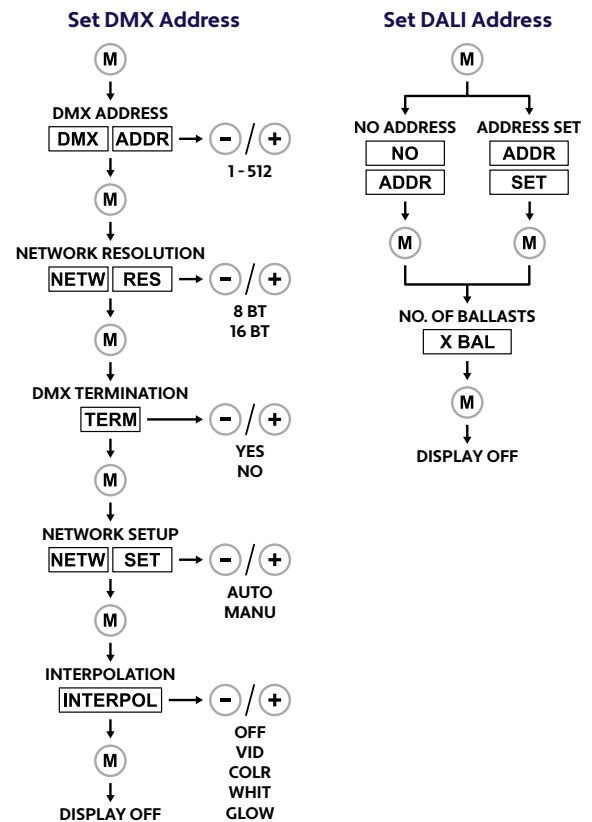 Set DMX Address
M
DMX ADDRESS
DMX ADDR - / +
1 - 512
M
NETWORK RESOLUTION
NETW RES - / +
8 BT
16 BT
M
DMX TERMINATION
TERM - / +
YES
NO
M
NETWORK SETUP
NETW SET - / +
AUTO
MANU
M
INTERPOLATION
INTERPOL - / +
OFF
VID
COLR
WHIT
GLOW
M
DISPLAY OFF
Set DALI Address
M
NO ADDRESS
NO
ADDR
M
ADDRESS SET
ADDR
SET
M
NO. OF BALLASTS
X BAL
M
DISPLAY OFF